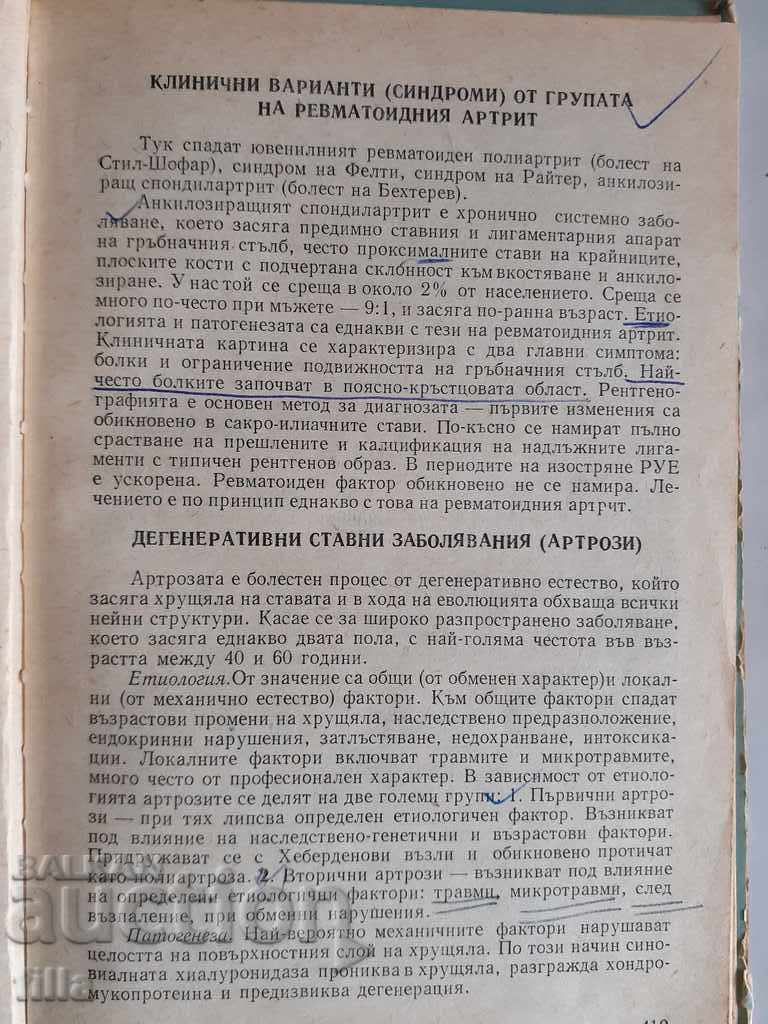 КЛИНИЧНИ ВАРИАНТИ (СИНДРОМИ) ОТ ГРУПАТА
НА РЕВМАТОИДНИЯ АРТРИТ
Тук спадат ювенилният ревматоиден полиартрит (болест на
Стил-Шофар), синдром на Фелти, синдром на Райтер, анкилози-
ращ спондилартрит (болест на Бехтерев).
Анкилозиращият спондилартрит е хронично системно забо-
ляване, което засяга предимно ставния и лигаментарния апарат
на гръбначния стълб, често проксималните стави на крайниците,
плоските кости с подчертана склонност към вкостяване и анкило-
зиране. У нас той се среща в около 2% от населението. Среща се
много по-често при мъжете — 9:1, и засяга по-ранна възраст. Етио-
логията и патогенезата са еднакви с тези на ревматоидния артрит.
Клиничната картина се характеризира с два главни симптома:
болки и ограничение подвижността на гръбначния стълб. Най-
често болките започват в поясно-кръстцовата област. Рентгено-
графията е основен метод за диагнозата — първите изменения са
обикновено в сакро-илиачните стави. По-късно се намират пълно
срастване на прешлените и калцификация на надлъжните лига-
менти с типичен рентгенов образ. В периодите на изостряне РУЕ
е ускорена. Ревматоиден фактор обикновено не се намира. Ле-
чението е по принцип еднакво с това на ревматоидния артрит.
ДЕГЕНЕРАТИВНИ СТАВНИ ЗАБОЛЯВАНИЯ (АРТРОЗИ)
Артрозата е болестен процес от дегенеративно естество, който
засяга хрущяла на ставата и в хода на еволюцията обхваща всички
нейни структури. Касае се за широко разпространено заболяване,
което засяга еднакво двата пола, с най-голяма честота във въз-
растта между 40 и 60 години.
Етиология. От значение са общи (от обменен характер)и локал-
ни (от механично естество) фактори. Към общите фактори спадат
възрастови промени на хрущяла, наследствено предразположение,
ендокринни нарушения, затлъстяване, недохранване, интоксика-
ции. Локалните фактори включват травмите и микротравмите,
много често от професионален характер. В зависимост от етиоло-
гията артрозите се делят на две големи групи: 1. Първични артро-
зи — при тях липсва определен етиологичен фактор. Възникват
под влияние на наследствено-генетични и възрастови фактори.
Придружават се с Хеберденови възли и обикновено протичат
като полиартроза. 2. Вторични артрози — възникват под влияние
на определени етиологични фактори: травми, микротравми, след
възпаление, при обменни нарушения.
Патогенеза. Най-вероятно механичните фактори нарушават
целостта на повърхностния слой на хрущяла. По този начин сино-
виалната хиалуронидаза прониква в хрущяла, разгражда хондро-
мукопротеина и предизвиква дегенерация.
tilla